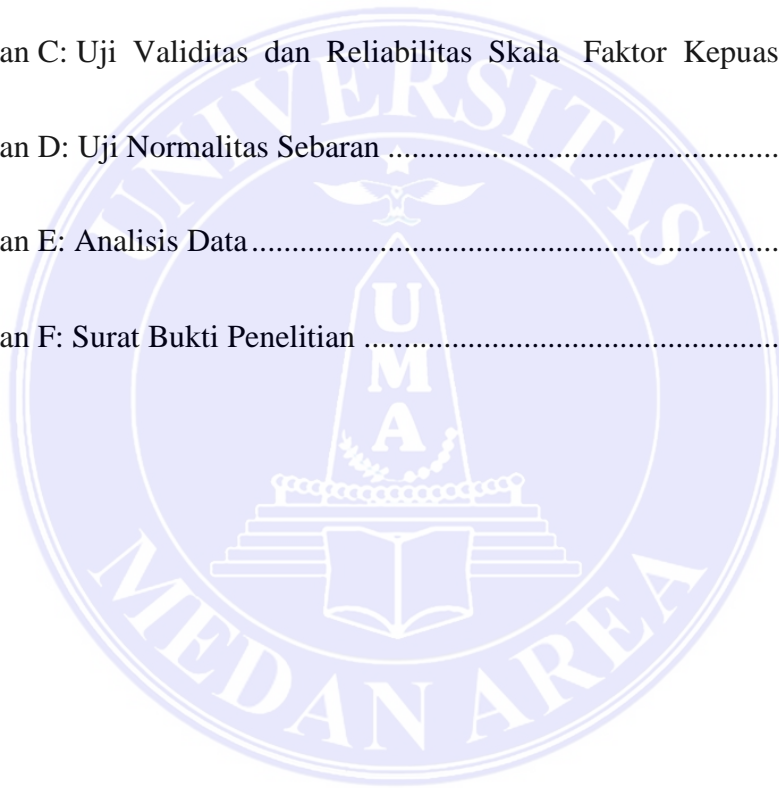 an C: Uji Validitas dan Reliabilitas Skala Faktor Kepuas
an D: Uji Normalitas Sebaran ..................................................
an E: Analisis Data...................................................................
an F: Surat Bukti Penelitian .....................................................
UNIVERSITAS
UMA
MEDAN AREA